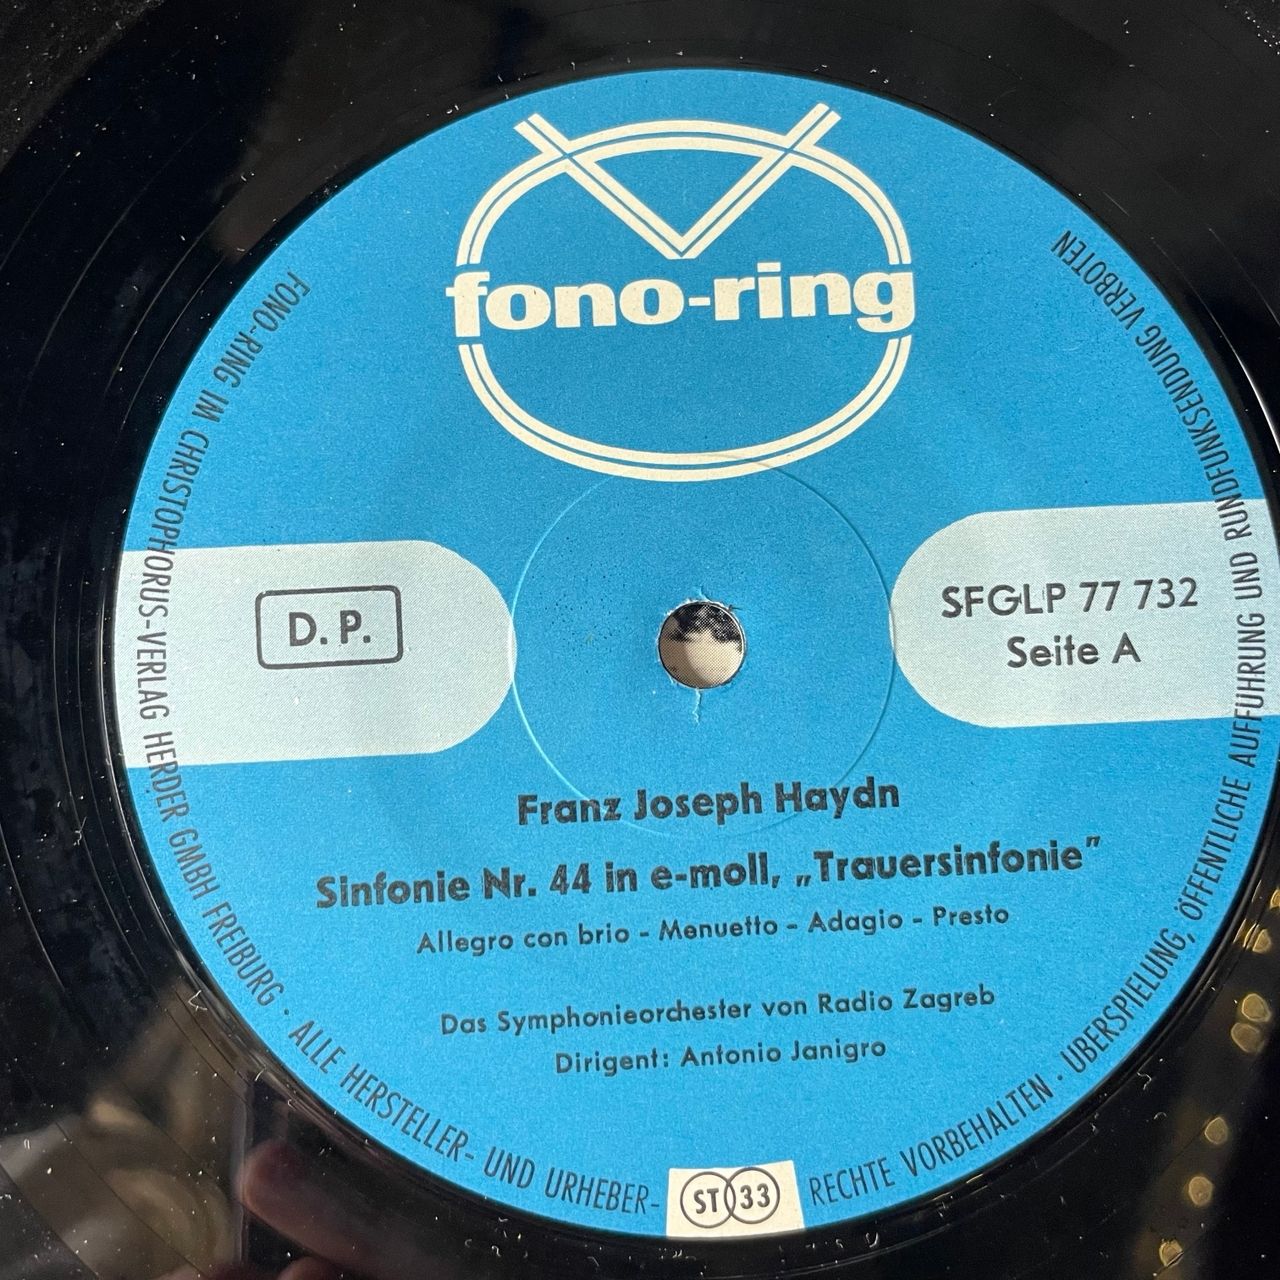 fono-ring
D. P.
SFGLP 77 732
Seite A
Franz Joseph Haydn
Sinfonie Nr. 44 in e-moll, „Trauersinfonie”
Allegro con brio - Menuetto - Adagio - Presto
Das Symphonieorchester von Radio Zagreb
Dirigent: Antonio Janigro
FONO-RING IM CHRISTOPHORUS-VERLAG HERDER GMBH FREIBURG · ALLE HERSTELLER- UND URHEBER-RECHTE VORBEHALTEN · ÜBERSPIELUNG, ÖFFENTLICHE AUFFÜHRUNG UND RUNDFUNKSENDUNG VERBOTEN
ST 33